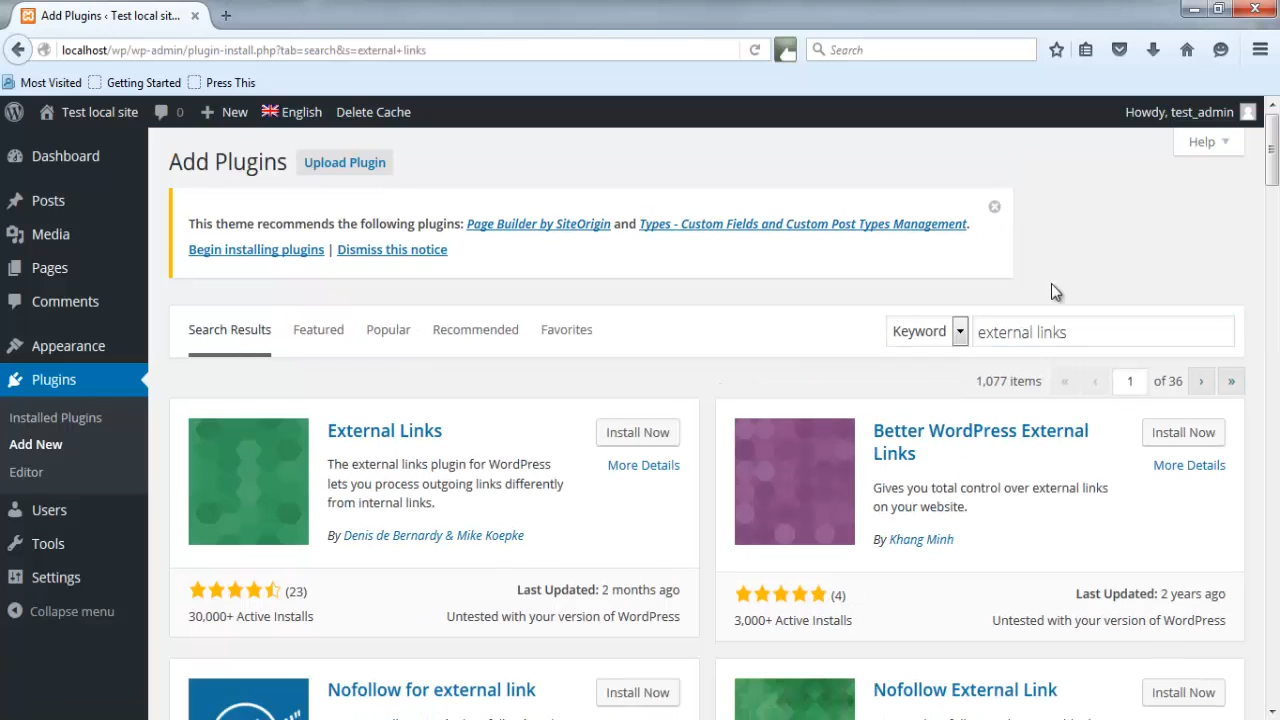 Add Plugins ‹ Test local sit...
localhost/wp/wp-admin/plugin-install.php?tab=search&s=external+links
Search
Most Visited
Getting Started
Press This
Test local site
0
New
English
Delete Cache
Howdy, test_admin
Dashboard
Posts
Media
Pages
Comments
Appearance
Plugins
Installed Plugins
Add New
Editor
Users
Tools
Settings
Collapse menu
Help
Add Plugins
Upload Plugin
This theme recommends the following plugins: Page Builder by SiteOrigin and Types - Custom Fields and Custom Post Types Management.
Begin installing plugins | Dismiss this notice
Search Results
Featured
Popular
Recommended
Favorites
Keyword
external links
1,077 items
«
‹
1
of 36
›
»
External Links
Install Now
More Details
The external links plugin for WordPress
lets you process outgoing links differently
from internal links.
By Denis de Bernardy & Mike Koepke
(23)
Last Updated: 2 months ago
30,000+ Active Installs
Untested with your version of WordPress
Better WordPress External
Links
Install Now
More Details
Gives you total control over external links
on your website.
By Khang Minh
(4)
Last Updated: 2 years ago
3,000+ Active Installs
Untested with your version of WordPress
Nofollow for external link
Install Now
Nofollow External Link
Install Now